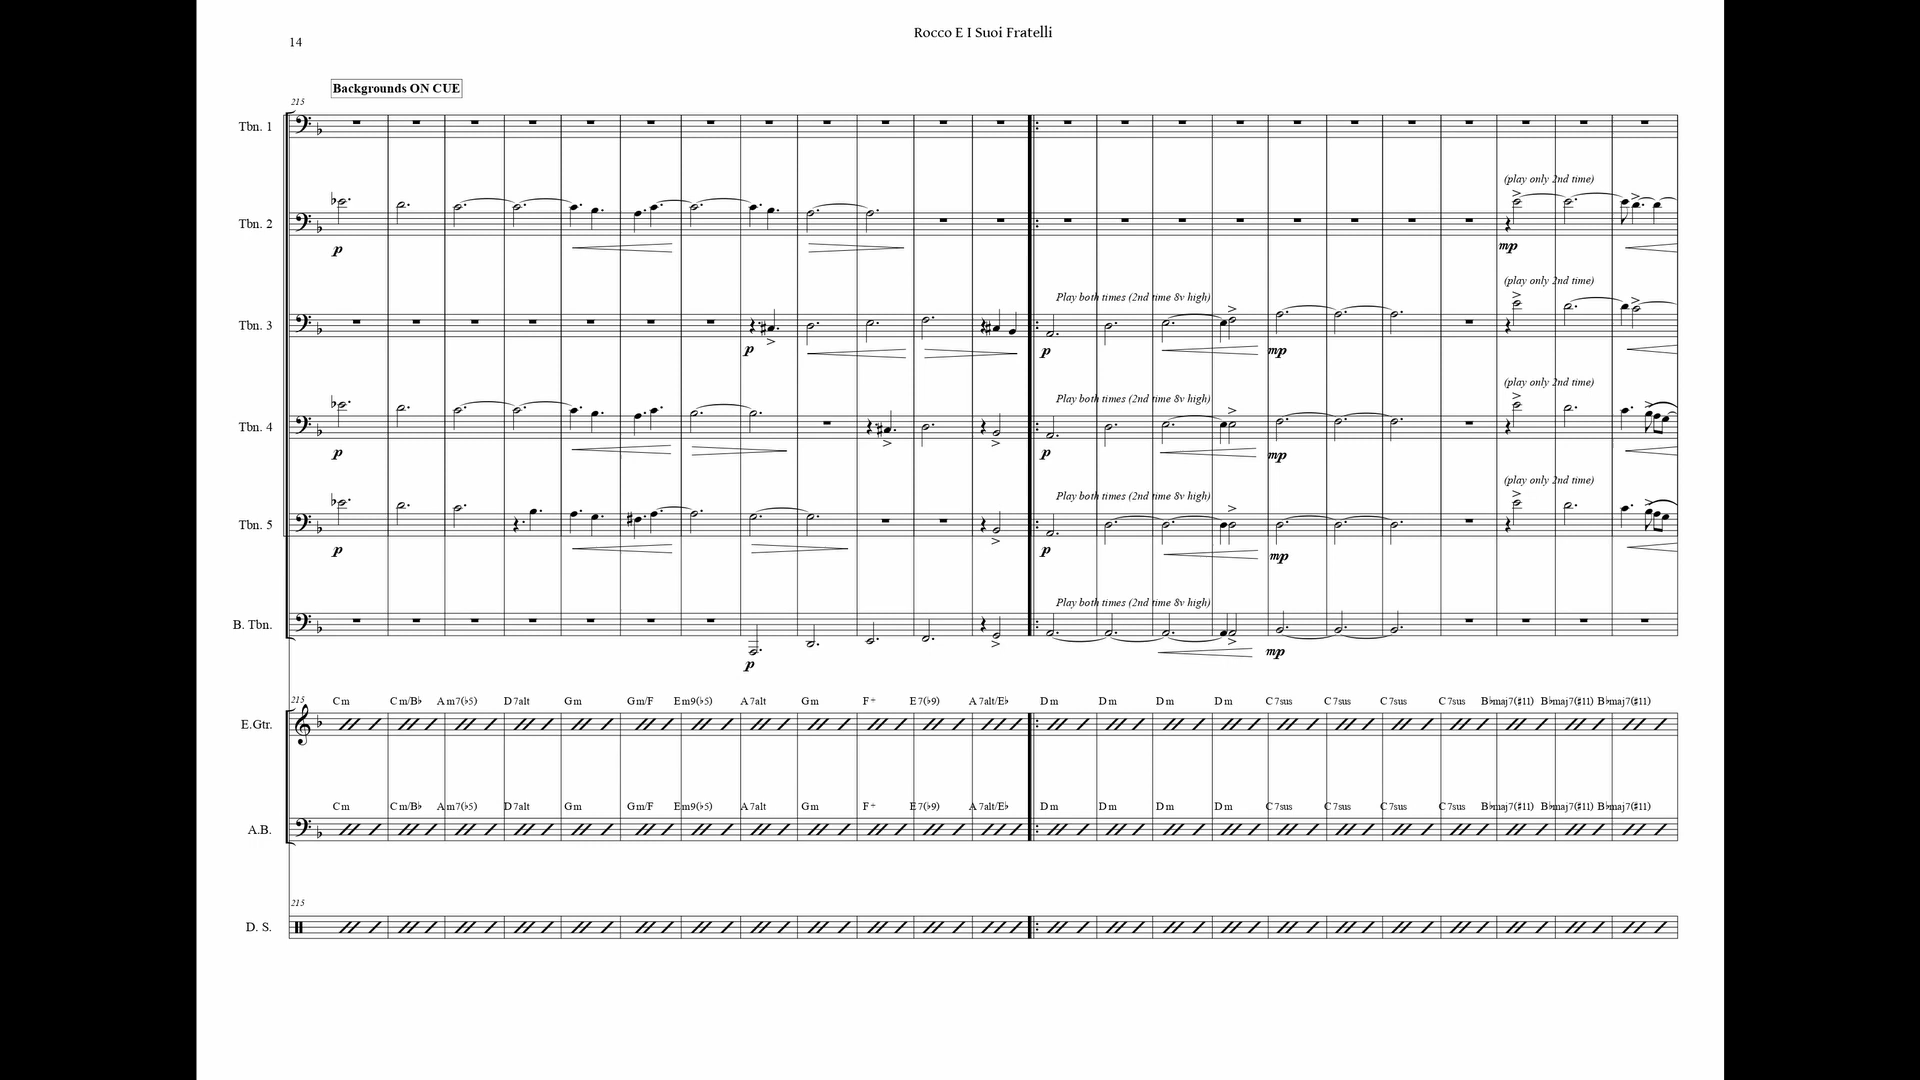 Rocco E I Suoi Fratelli
14
Backgrounds ON CUE
215
Tbn. 1
(play only 2nd time)
Tbn. 2
p
mp
(play only 2nd time)
Play both times (2nd time 8v high)
Tbn. 3
p
p
mp
(play only 2nd time)
Play both times (2nd time 8v high)
Tbn. 4
p
p
mp
(play only 2nd time)
Play both times (2nd time 8v high)
Tbn. 5
p
p
mp
Play both times (2nd time 8v high)
B. Tbn.
p
mp
215
Cm Cm/B♭ Am7(♭5) D7alt Gm Gm/F Em9(♭5) A7alt Gm F+ E7(♭9) A7alt/E♭ Dm Dm Dm Dm C7sus C7sus C7sus C7sus B♭maj7(♯11) B♭maj7(♯11) B♭maj7(♯11)
E.Gtr.
Cm Cm/B♭ Am7(♭5) D7alt Gm Gm/F Em9(♭5) A7alt Gm F+ E7(♭9) A7alt/E♭ Dm Dm Dm Dm C7sus C7sus C7sus C7sus B♭maj7(♯11) B♭maj7(♯11) B♭maj7(♯11)
A.B.
215
D. S.